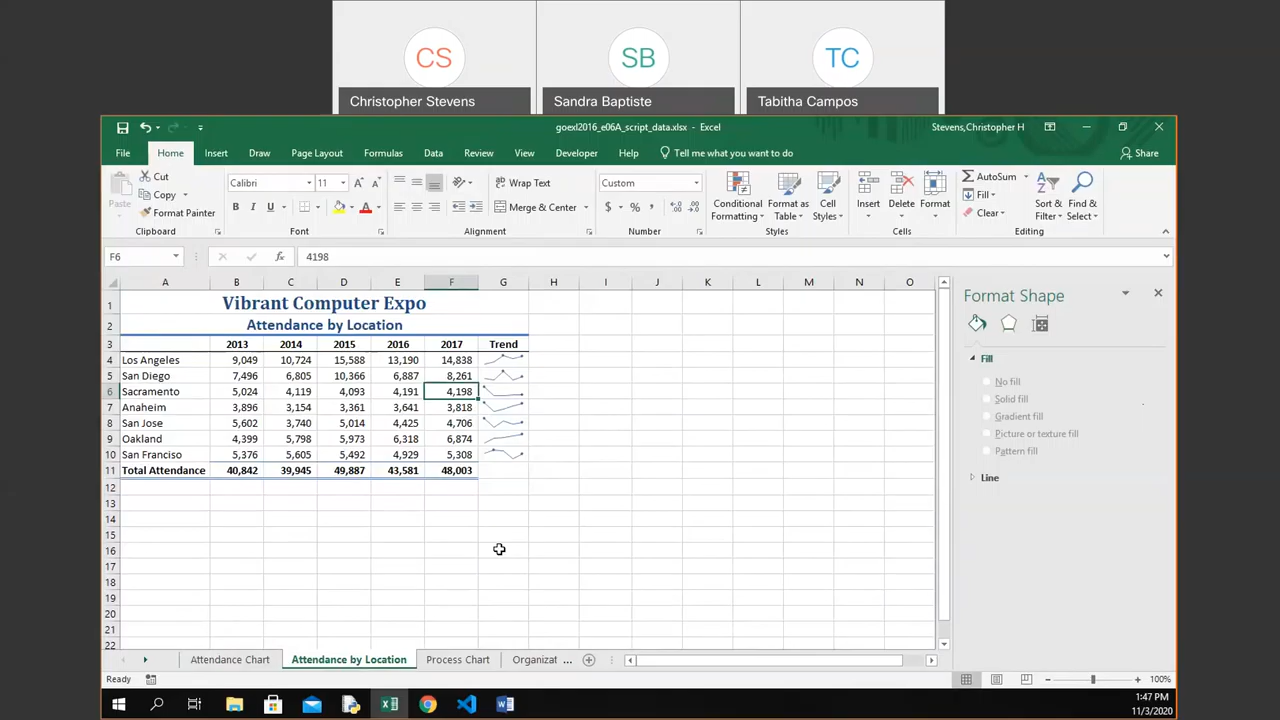 CS
SB
TC
Christopher Stevens
Sandra Baptiste
Tabitha Campos
goexl2016_e06A_script_data.xlsx - Excel
Stevens,Christopher H
File Home Insert Draw Page Layout Formulas Data Review View Developer Help Tell me what you want to do Share
Paste
Cut
Copy
Format Painter
Clipboard
Calibri 11
B I U
Font
Wrap Text
Merge & Center
Alignment
Custom
$ % ,
Number
Conditional Formatting
Format as Table
Cell Styles
Styles
Insert Delete Format
Cells
AutoSum
Fill
Clear
Sort & Filter
Find & Select
Editing
F6 fx 4198
A B C D E F G H I J K L M N O
1 Vibrant Computer Expo
2 Attendance by Location
3 2013 2014 2015 2016 2017 Trend
4 Los Angeles 9,049 10,724 15,588 13,190 14,838
5 San Diego 7,496 6,805 10,366 6,887 8,261
6 Sacramento 5,024 4,119 4,093 4,191 4,198
7 Anaheim 3,896 3,154 3,361 3,641 3,818
8 San Jose 5,602 3,740 5,014 4,425 4,706
9 Oakland 4,399 5,798 5,973 6,318 6,874
10 San Franciso 5,376 5,605 5,492 4,929 5,308
11 Total Attendance 40,842 39,945 49,887 43,581 48,003
12
13
14
15
16
17
18
19
20
21
22
Format Shape
Fill
No fill
Solid fill
Gradient fill
Picture or texture fill
Pattern fill
Line
Attendance Chart Attendance by Location Process Chart Organizat ...
Ready
100%
1:47 PM
11/3/2020